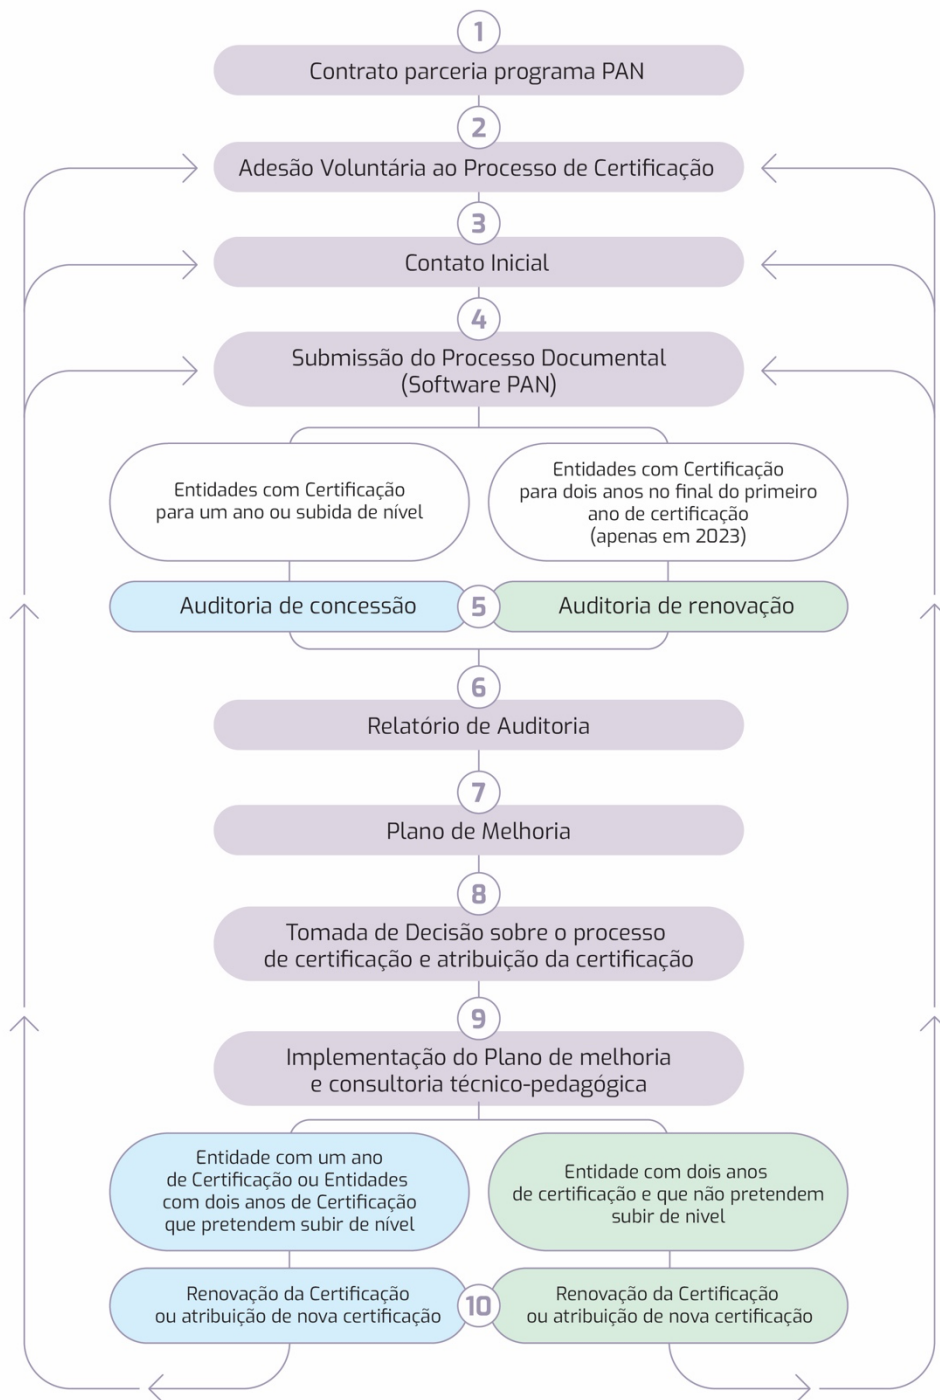 1
Contrato parceria programa PAN
2
Adesão Voluntária ao Processo de Certificação
3
Contato Inicial
4
Submissão do Processo Documental
(Software PAN)
Entidades com Certificação
para um ano ou subida de nível
Entidades com Certificação
para dois anos no final do primeiro
ano de certificação
(apenas em 2023)
Auditoria de concessão
5
Auditoria de renovação
6
Relatório de Auditoria
7
Plano de Melhoria
8
Tomada de Decisão sobre o processo
de certificação e atribuição da certificação
9
Implementação do Plano de melhoria
e consultoria técnico-pedagógica
Entidade com um ano
de Certificação ou Entidades
com dois anos de Certificação
que pretendem subir de nível
Entidade com dois anos
de certificação e que não pretendem
subir de nivel
Renovação da Certificação
ou atribuição de nova certificação
10
Renovação da Certificação
ou atribuição de nova certificação